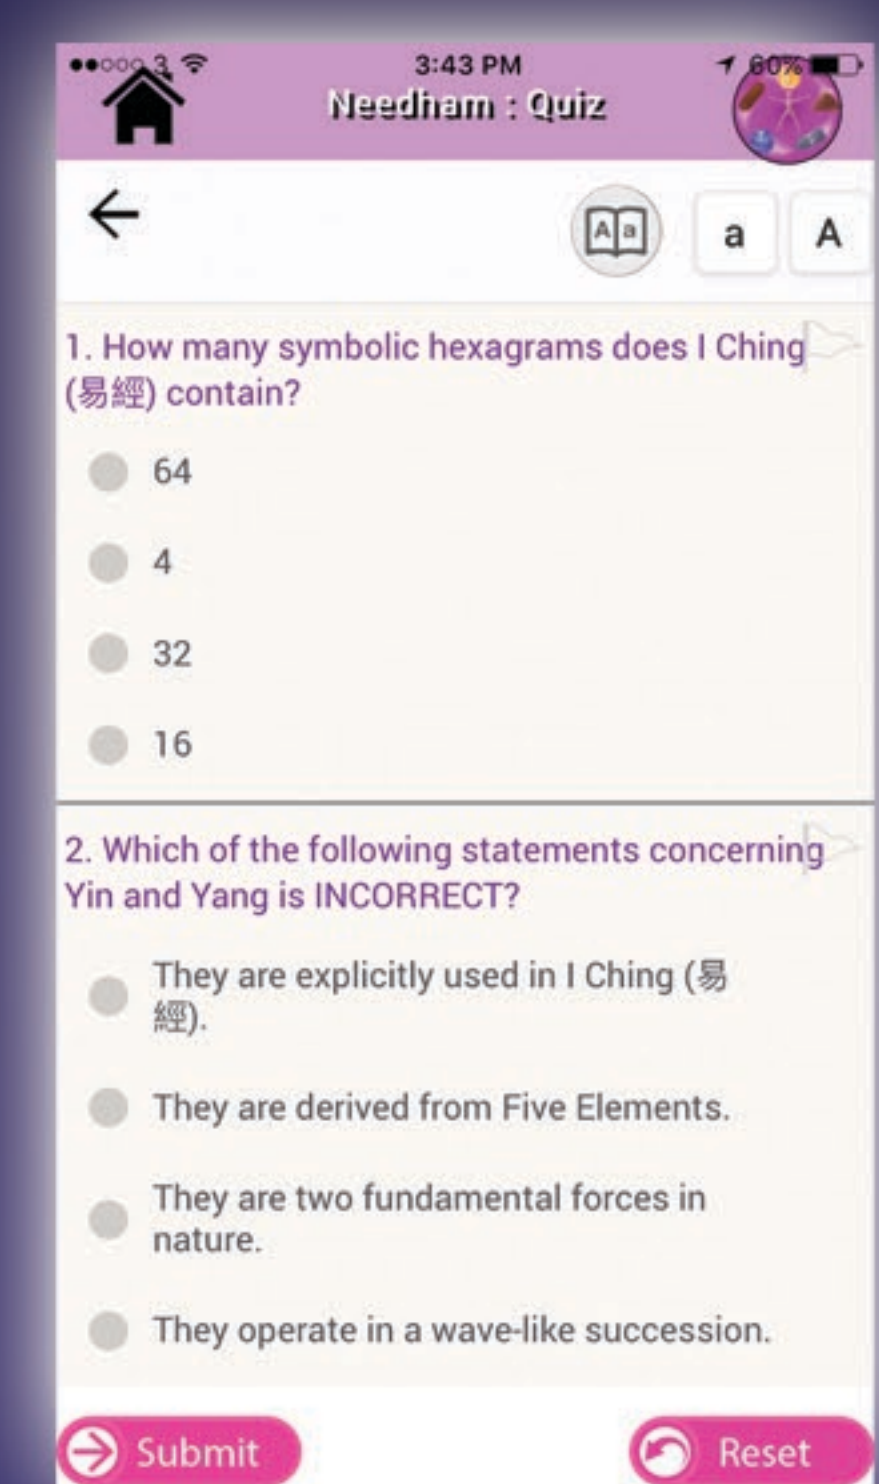 3
3:43 PM
60%
Needham : Quiz
A a
a
A
1. How many symbolic hexagrams does I Ching
(易經) contain?
64
4
32
16
2. Which of the following statements concerning
Yin and Yang is INCORRECT?
They are explicitly used in I Ching (易
經).
They are derived from Five Elements.
They are two fundamental forces in
nature.
They operate in a wave-like succession.
Submit
Reset